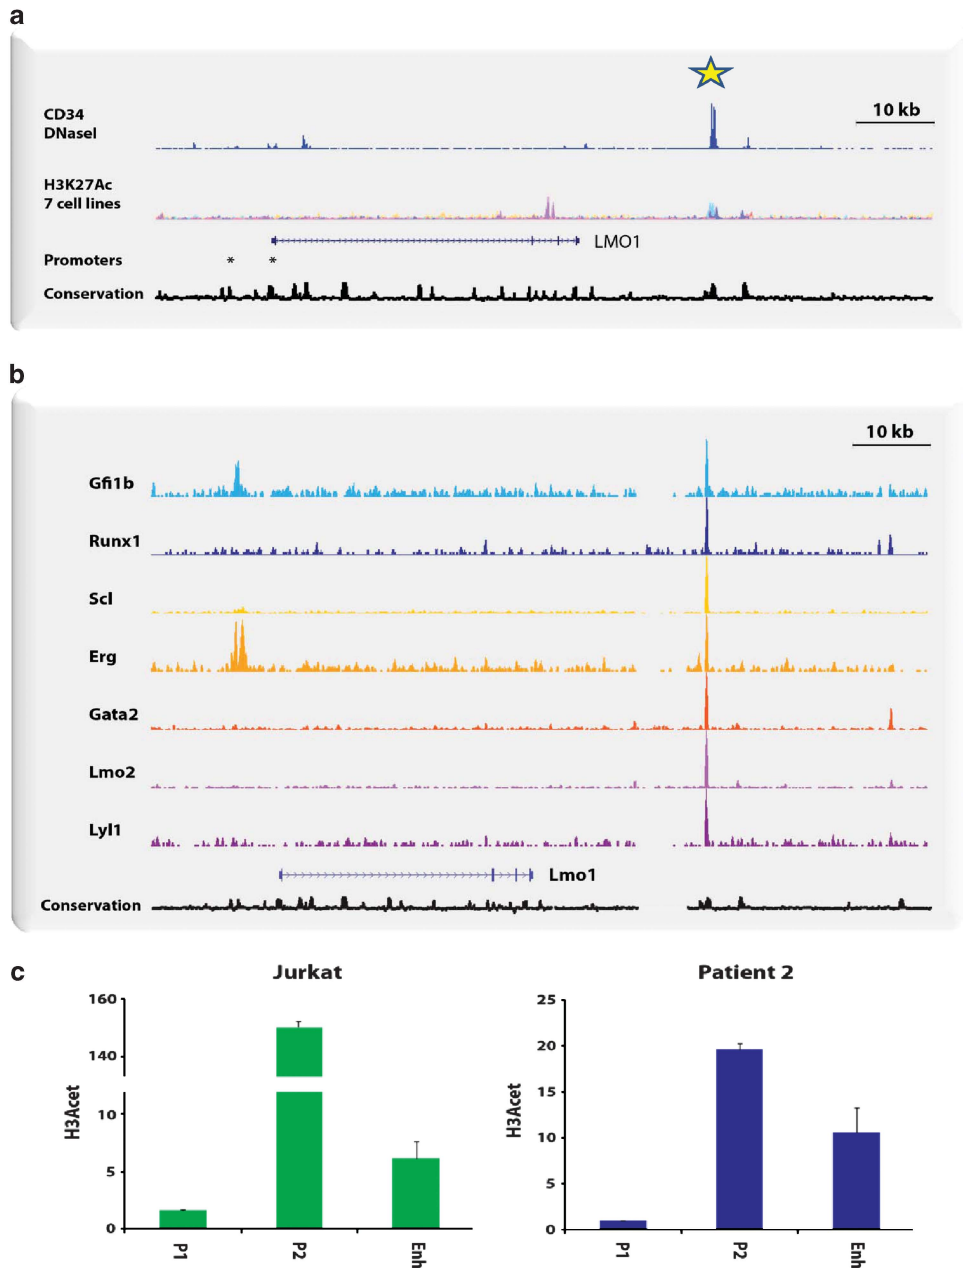 a
10 kb
CD34
DNaseI
H3K27Ac
7 cell lines
LMO1
Promoters * *
Conservation
b
10 kb
Gfi1b
Runx1
Scl
Erg
Gata2
Lmo2
Lyl1
Lmo1
Conservation
c
Jurkat
H3Acet
160
140
10
5
0
P1 P2 Enh
Patient 2
H3Acet
25
20
15
10
5
0
P1 P2 Enh